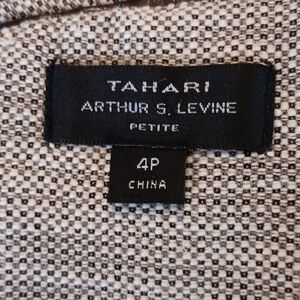 TAHARI
ARTHUR S. LEVINE
PETITE
4P
CHINA